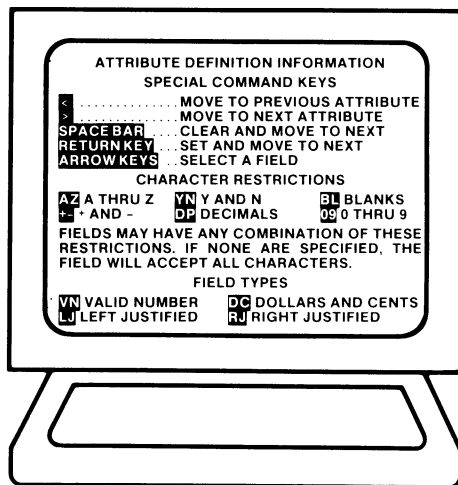 ATTRIBUTE DEFINITION INFORMATION
SPECIAL COMMAND KEYS
< .............. MOVE TO PREVIOUS ATTRIBUTE
> .............. MOVE TO NEXT ATTRIBUTE
SPACE BAR .... CLEAR AND MOVE TO NEXT
RETURN KEY ... SET AND MOVE TO NEXT
ARROW KEYS .. SELECT A FIELD
CHARACTER RESTRICTIONS
AZ A THRU Z YN Y AND N BL BLANKS
+- + AND - DP DECIMALS 09 0 THRU 9
FIELDS MAY HAVE ANY COMBINATION OF THESE
RESTRICTIONS. IF NONE ARE SPECIFIED, THE
FIELD WILL ACCEPT ALL CHARACTERS.
FIELD TYPES
VN VALID NUMBER DC DOLLARS AND CENTS
LJ LEFT JUSTIFIED RJ RIGHT JUSTIFIED